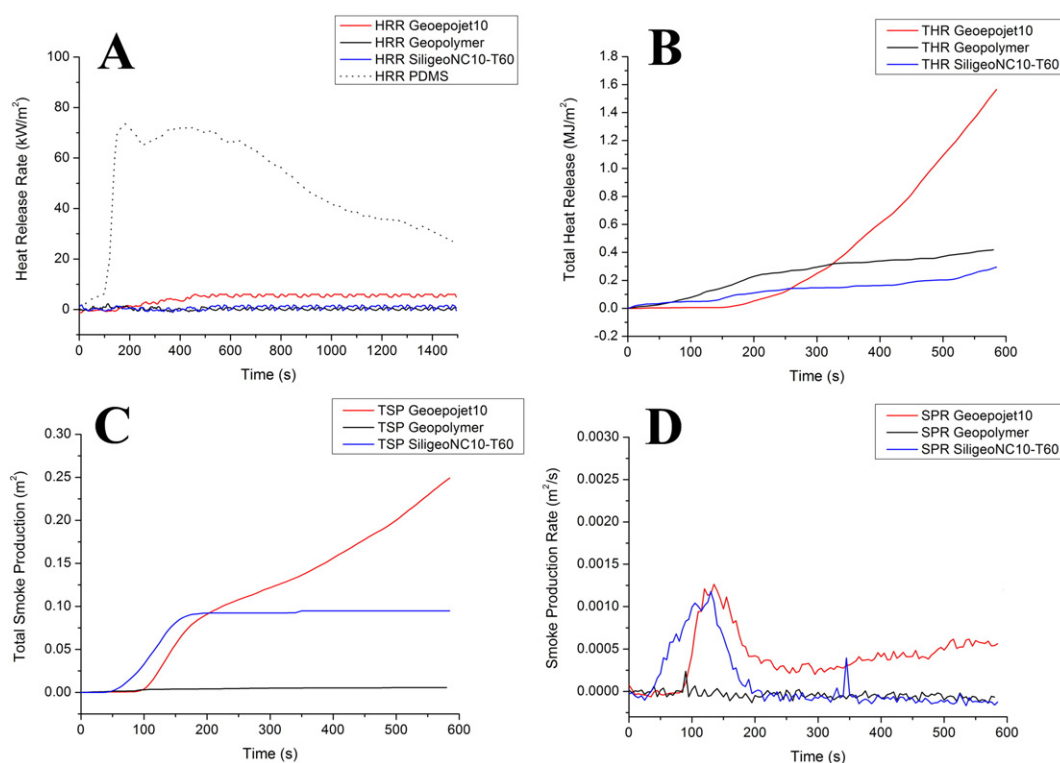 A
HRR Geoepojet10
HRR Geopolymer
HRR SiligeoNC10-T60
HRR PDMS
Heat Release Rate (kW/m²)
100
80
60
40
20
0
0 200 400 600 800 1000 1200 1400
Time (s)
B
THR Geoepojet10
THR Geopolymer
THR SiligeoNC10-T60
Total Heat Release (MJ/m²)
1.8
1.6
1.4
1.2
1.0
0.8
0.6
0.4
0.2
0.0
-0.2
0 100 200 300 400 500 600
Time (s)
C
TSP Geoepojet10
TSP Geopolymer
TSP SiligeoNC10-T60
Total Smoke Production (m²)
0.30
0.25
0.20
0.15
0.10
0.05
0.00
0 100 200 300 400 500 600
Time (s)
D
SPR Geoepojet10
SPR Geopolymer
SPR SiligeoNC10-T60
Smoke Production Rate (m²/s)
0.0030
0.0025
0.0020
0.0015
0.0010
0.0005
0.0000
0 100 200 300 400 500 600
Time (s)